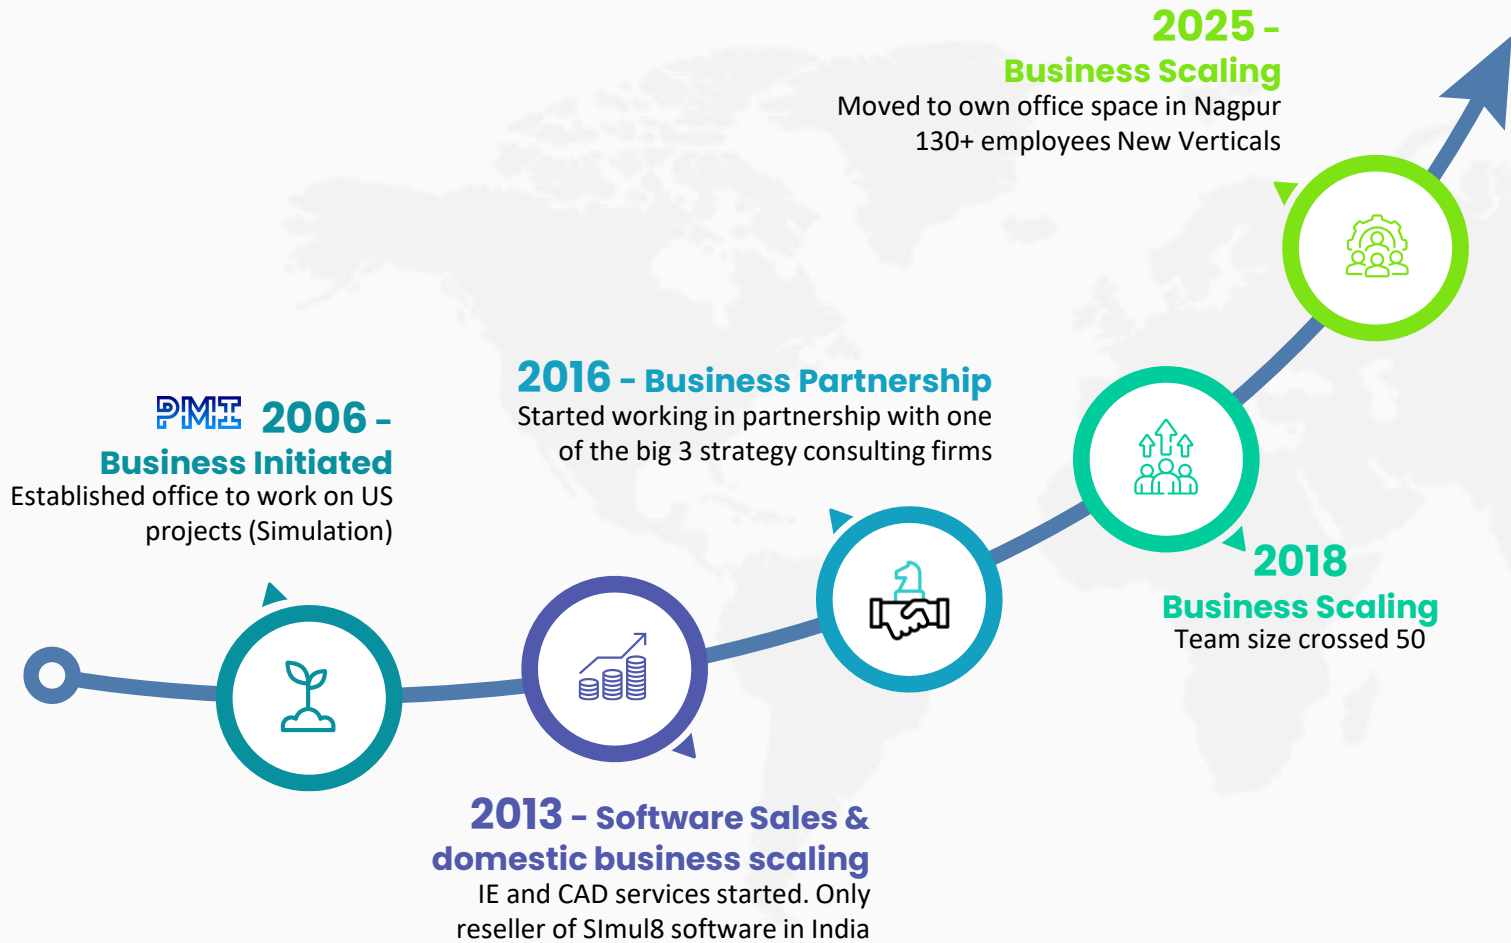 PMI 2006 –
Business Initiated
Established office to work on US
projects (Simulation)
2013 – Software Sales &
domestic business scaling
IE and CAD services started. Only
reseller of SImul8 software in India
2016 – Business Partnership
Started working in partnership with one
of the big 3 strategy consulting firms
2018
Business Scaling
Team size crossed 50
2025 –
Business Scaling
Moved to own office space in Nagpur
130+ employees New Verticals